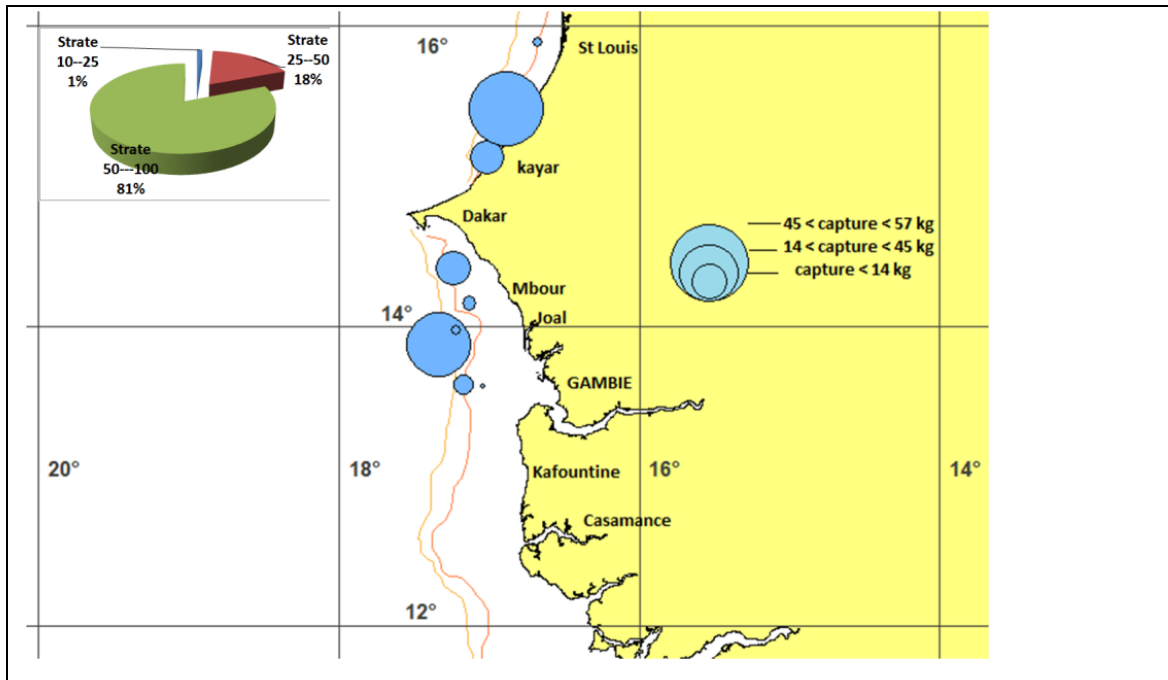 Strate
10--25
1%
Strate
25--50
18%
Strate
50---100
81%
16°
St Louis
kayar
Dakar
45 < capture < 57 kg
14 < capture < 45 kg
capture < 14 kg
Mbour
14°
Joal
GAMBIE
20°
18°
Kafountine
16°
14°
Casamance
12°